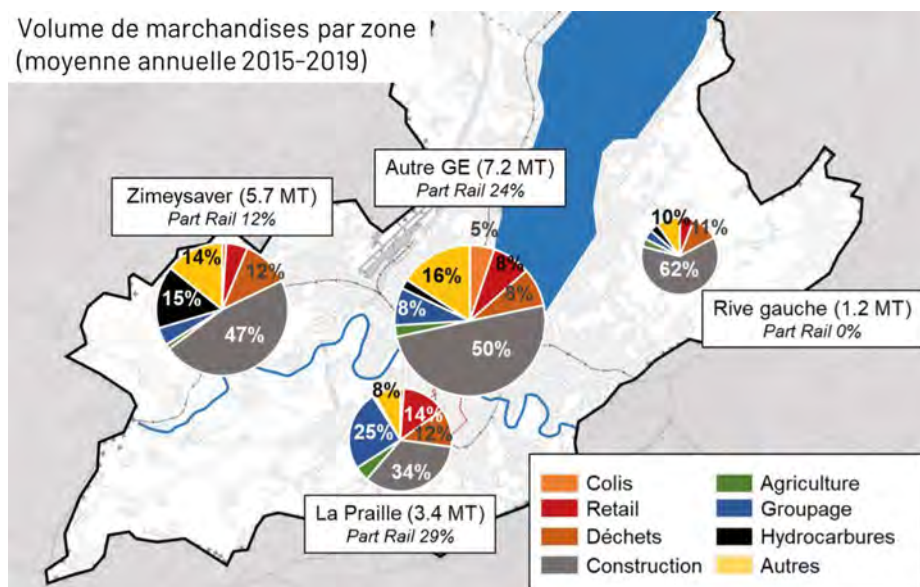 Volume de marchandises par zone
(moyenne annuelle 2015-2019)
Autre GE (7.2 MT)
Part Rail 24%
Zimeysaver (5.7 MT)
Part Rail 12%
5%
8%
8%
50%
8%
16%
14%
12%
15%
47%
10%
11%
62%
Rive gauche (1.2 MT)
Part Rail 0%
8%
14%
12%
25%
34%
La Praille (3.4 MT)
Part Rail 29%
Colis
Retail
Déchets
Construction
Agriculture
Groupage
Hydrocarbures
Autres